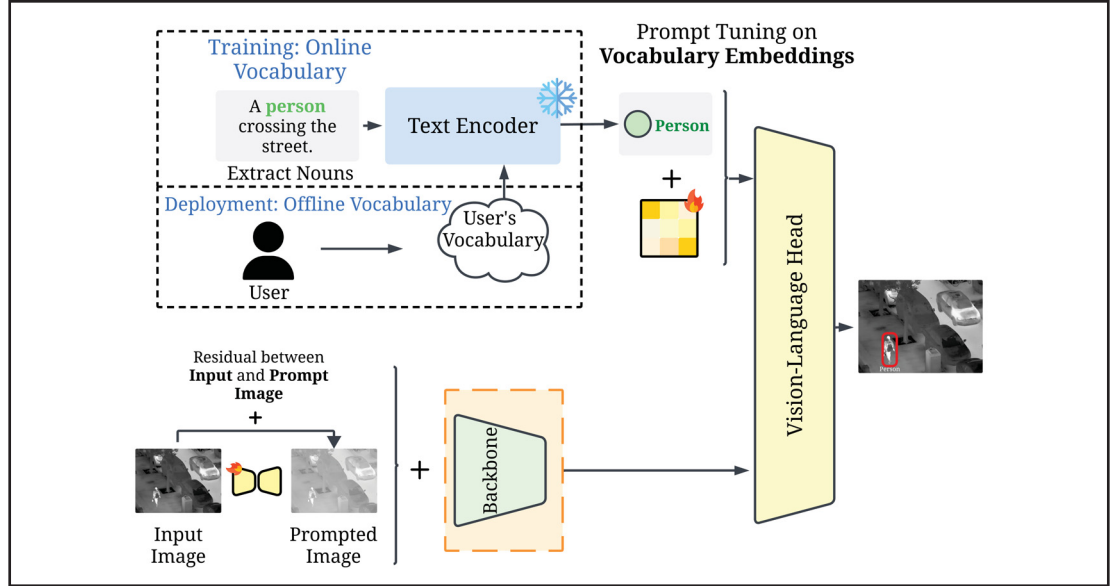 Training: Online
Vocabulary
A person
crossing the
street.
Extract Nouns
Text Encoder
Prompt Tuning on
Vocabulary Embeddings
Person
+
Deployment: Offline Vocabulary
User
User's
Vocabulary
Vision-Language Head
Person
Residual between
Input and Prompt
Image
+
Input
Image
Prompted
Image
+
Backbone